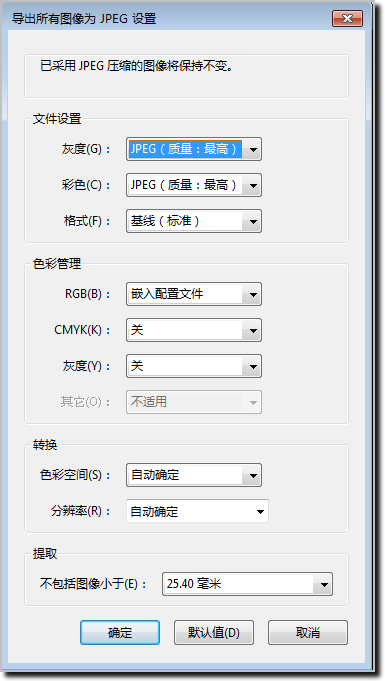 导出所有图像为 JPEG 设置
已采用 JPEG 压缩的图像将保持不变。
文件设置
灰度(G)： JPEG（质量：最高）
彩色(C)： JPEG（质量：最高）
格式(F)： 基线（标准）
色彩管理
RGB(B)： 嵌入配置文件
CMYK(K)： 关
灰度(Y)： 关
其它(O)： 不适用
转换
色彩空间(S)： 自动确定
分辨率(R)： 自动确定
提取
不包括图像小于(E)： 25.40 毫米
确定 默认值(D) 取消